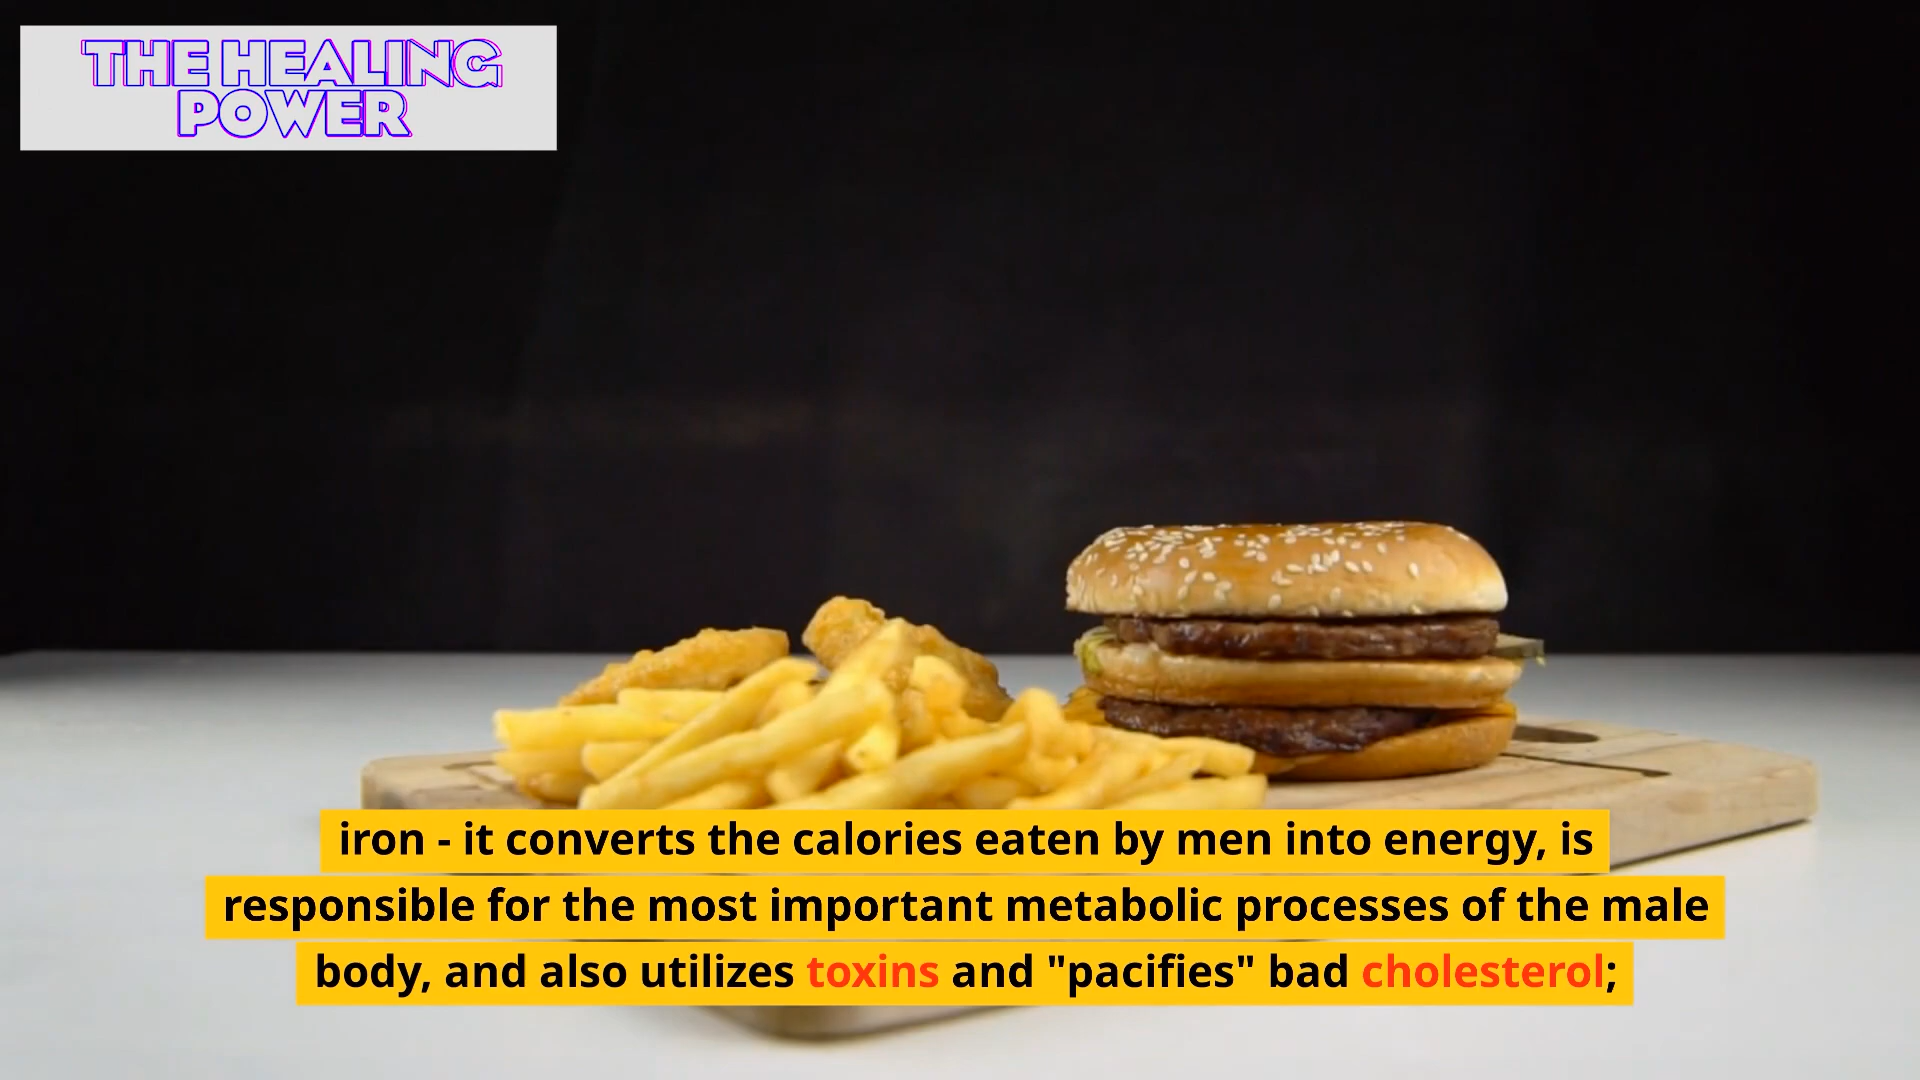 THE HEALING
POWER
iron - it converts the calories eaten by men into energy, is
responsible for the most important metabolic processes of the male
body, and also utilizes toxins and "pacifies" bad cholesterol;